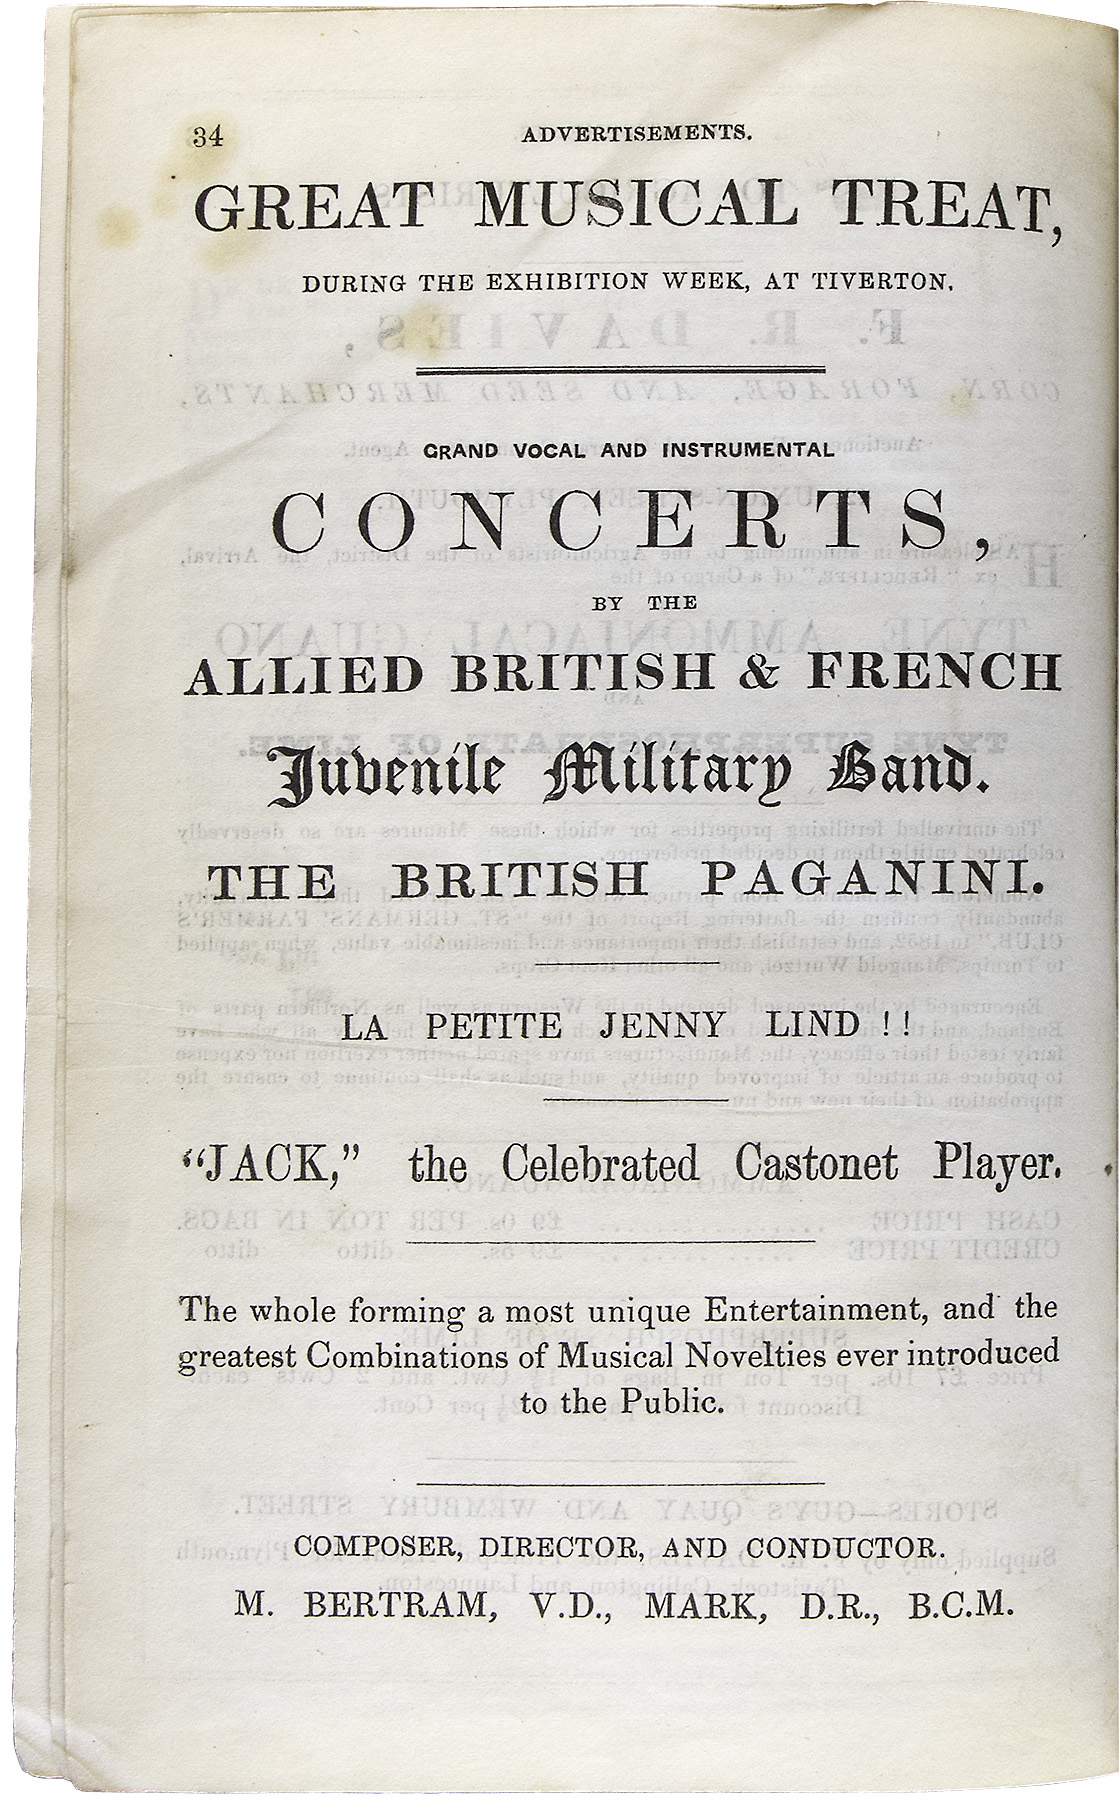 34 ADVERTISEMENTS.
GREAT MUSICAL TREAT,
DURING THE EXHIBITION WEEK, AT TIVERTON.
GRAND VOCAL AND INSTRUMENTAL
CONCERTS,
BY THE
ALLIED BRITISH & FRENCH
Juvenile Military Band.
THE BRITISH PAGANINI.
LA PETITE JENNY LIND ! !
"JACK," the Celebrated Castonet Player.
The whole forming a most unique Entertainment, and the
greatest Combinations of Musical Novelties ever introduced
to the Public.
COMPOSER, DIRECTOR, AND CONDUCTOR.
M. BERTRAM, V.D., MARK, D.R., B.C.M.